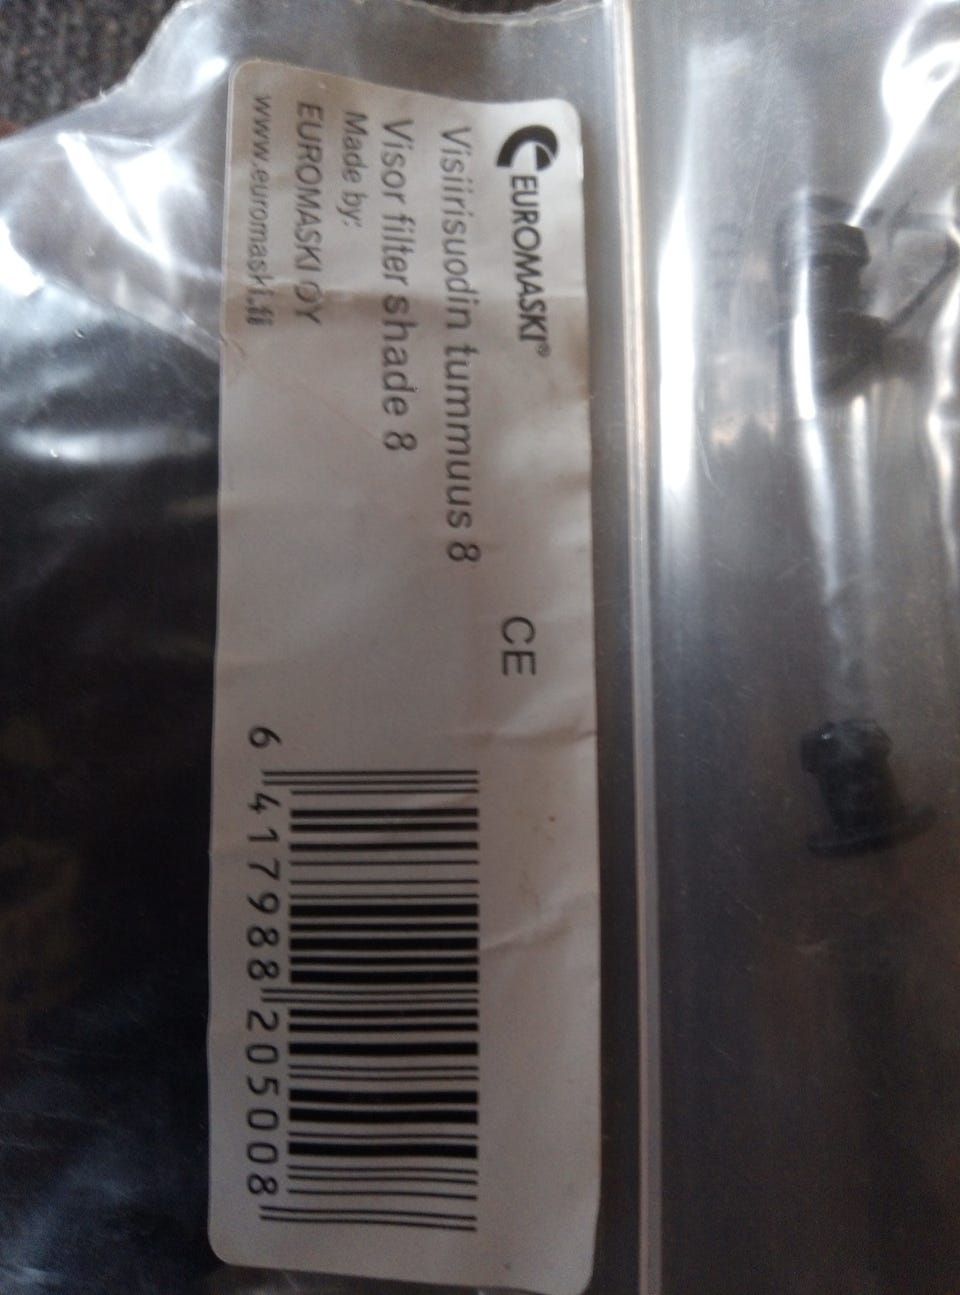 EUROMASKI®
Visiirisuodin tummuus 8
CE
Visor filter shade 8
Made by:
EUROMASKI OY
www.euromaski.fi
6 417988 205008